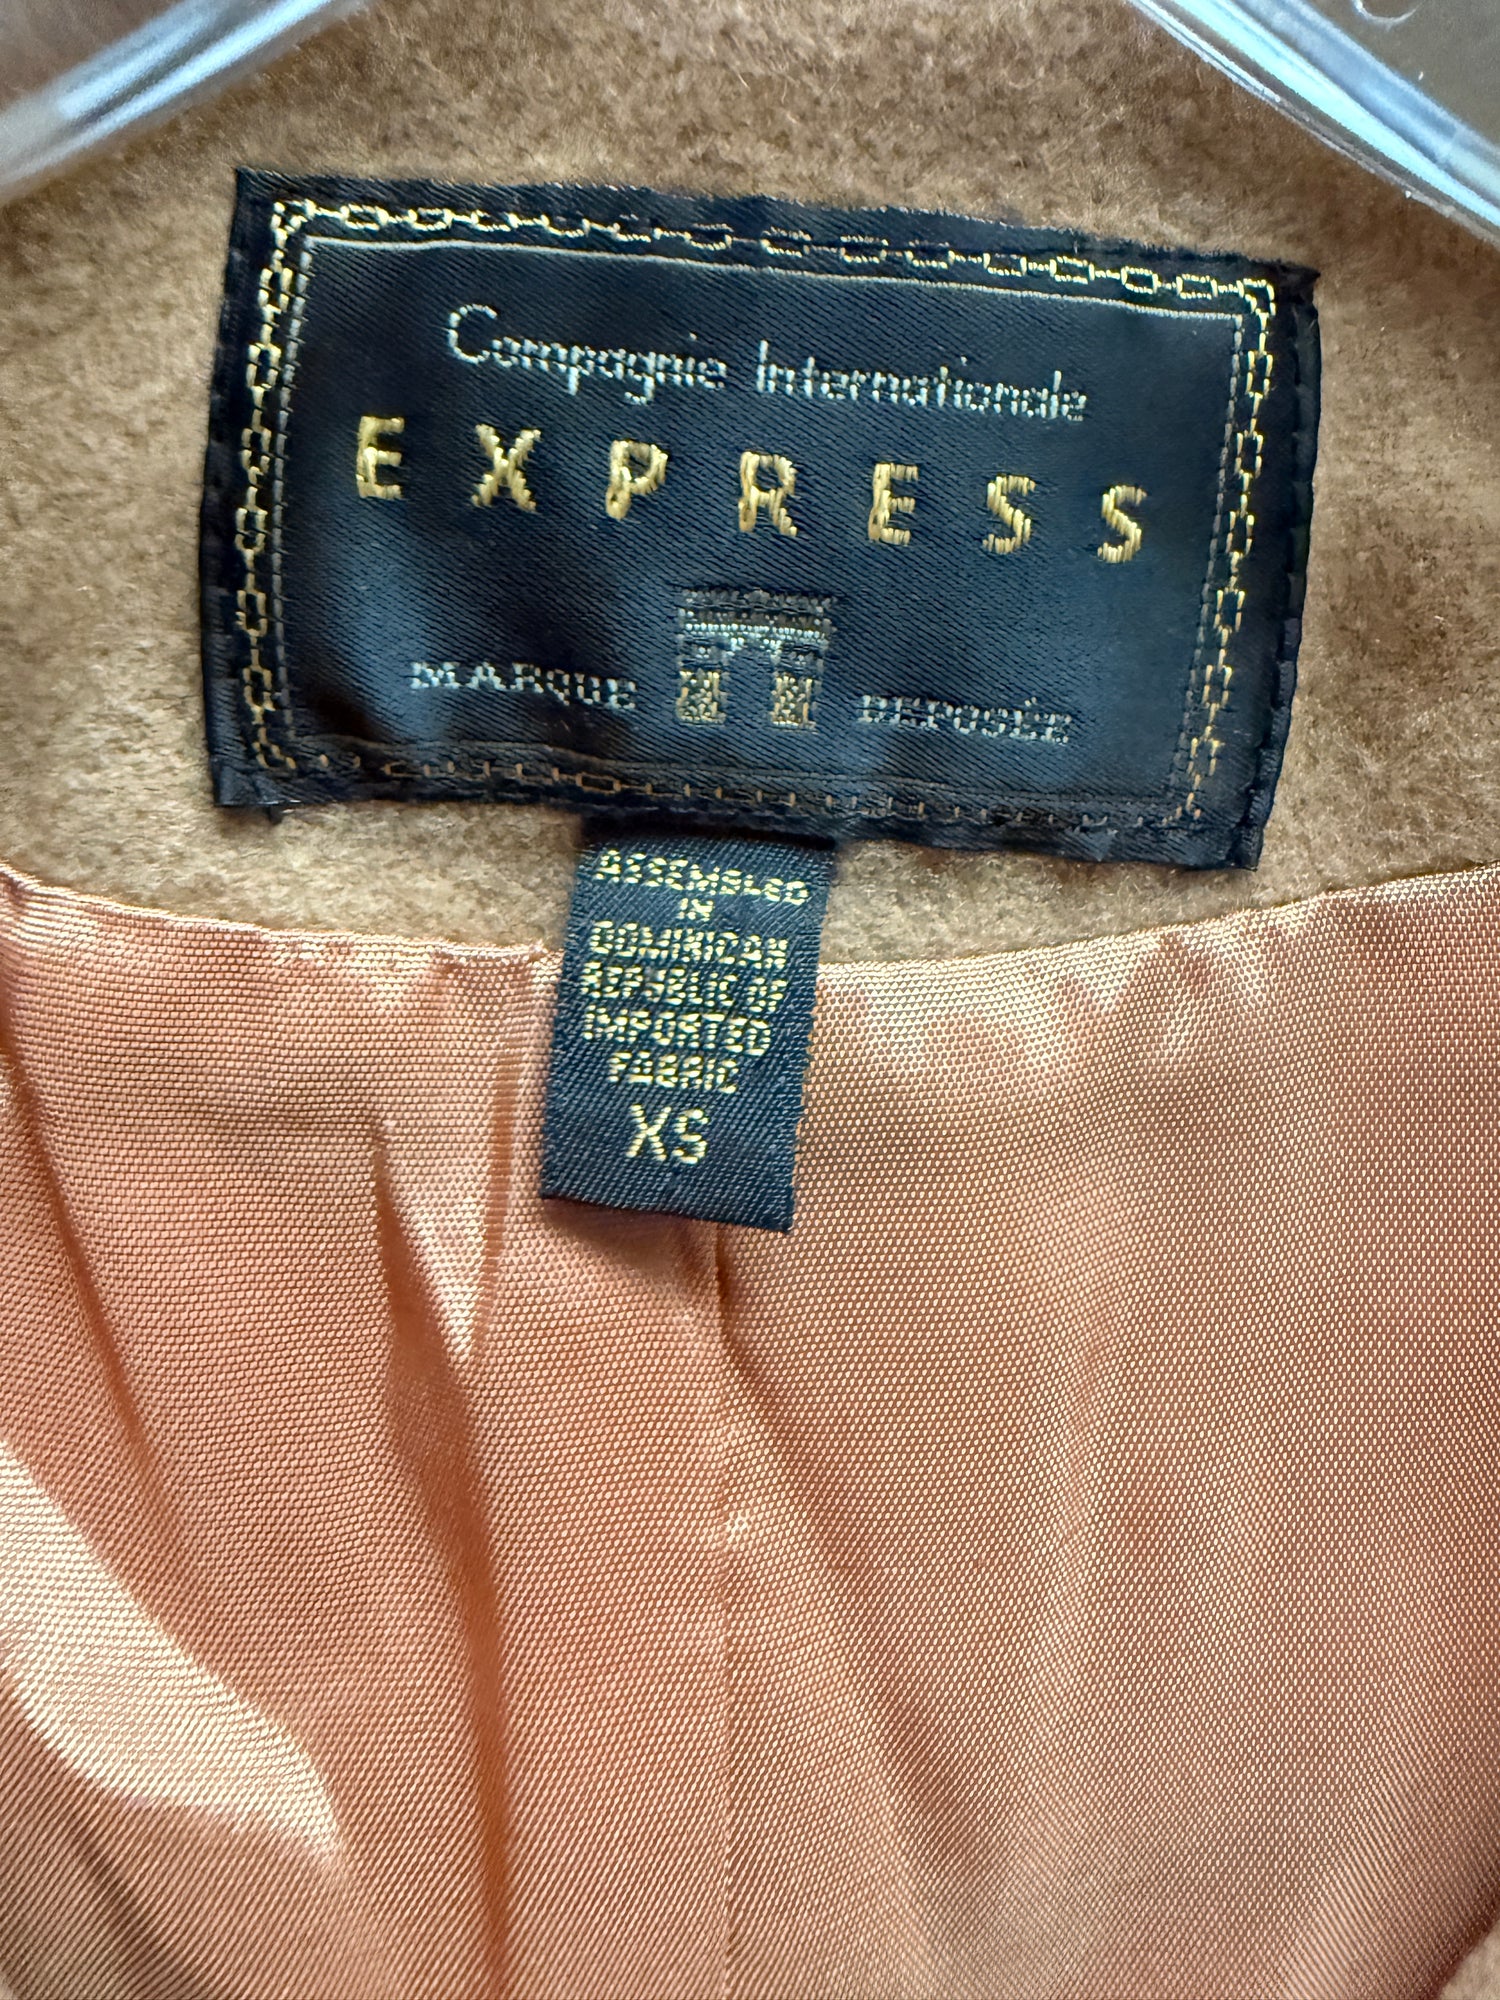 Compagnie Internationale
EXPRESS
MARQUE DEPOSÉE
ASSEMBLED
IN
DOMINICAN
REPUBLIC OF
IMPORTED
FABRIC
XS